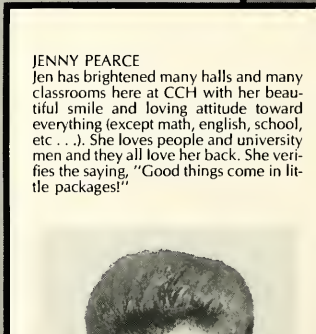 JENNY PEARCE
Jen has brightened many halls and many
classrooms here at CCH with her beau-
tiful smile and loving attitude toward
everything (except math, english, school,
etc . . .). She loves people and university
men and they all love her back. She veri-
fies the saying, "Good things come in lit-
tle packages!"